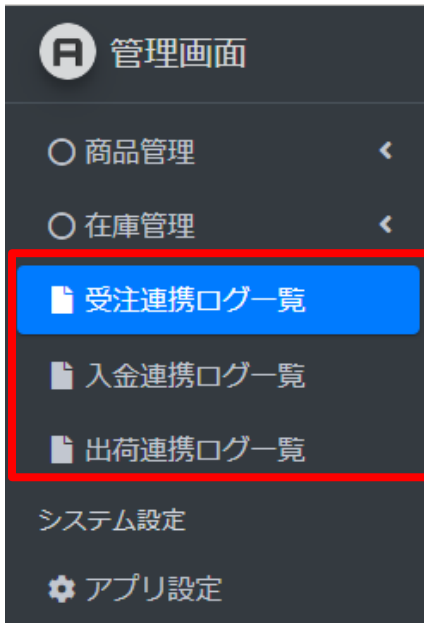 A 管理画面
商品管理
在庫管理
受注連携ログ一覧
入金連携ログ一覧
出荷連携ログ一覧
システム設定
アプリ設定